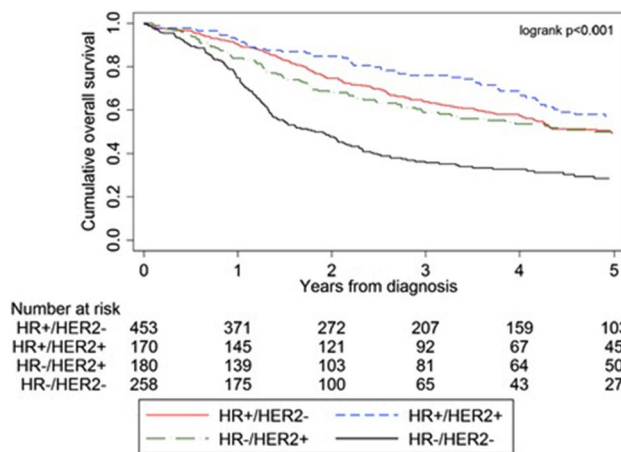 logrank p<0.001
Cumulative overall survival
1.0
0.8
0.6
0.4
0.2
0.0
0 1 2 3 4 5
Years from diagnosis
Number at risk
HR+/HER2- 453 371 272 207 159 103
HR+/HER2+ 170 145 121 92 67 45
HR-/HER2+ 180 139 103 81 64 50
HR-/HER2- 258 175 100 65 43 27
HR+/HER2- HR+/HER2+
HR-/HER2+ HR-/HER2-